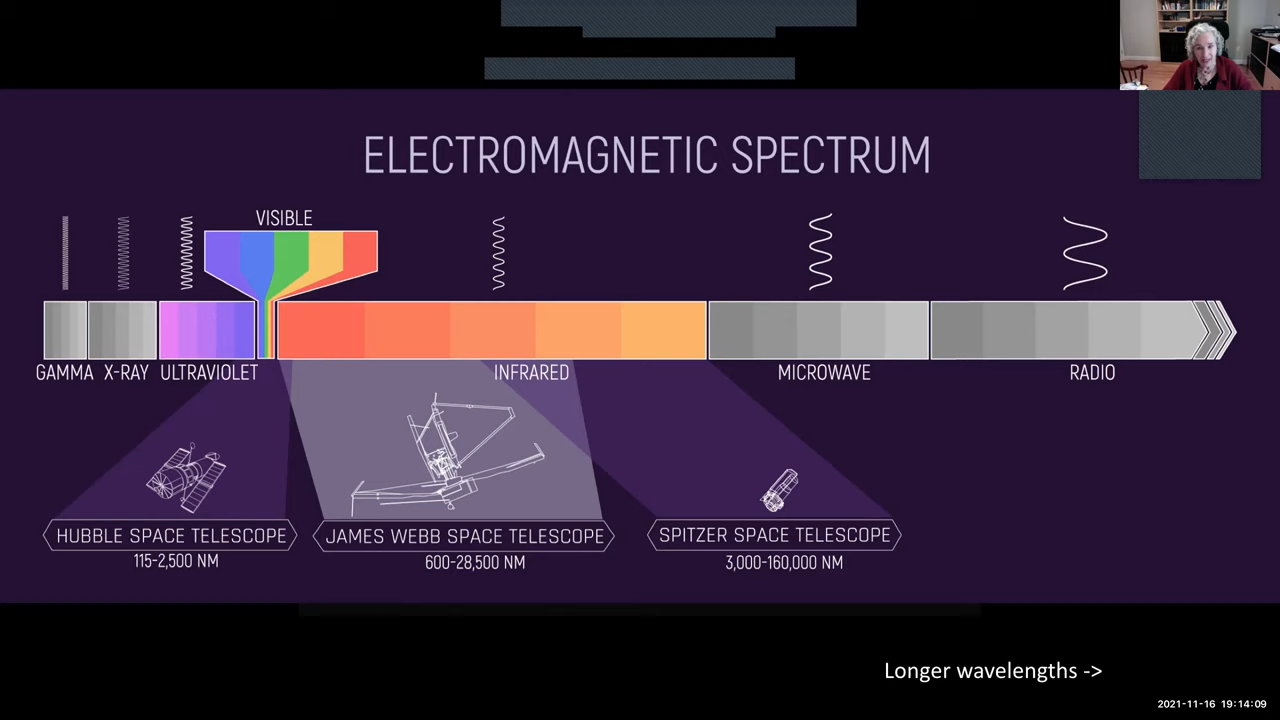 ELECTROMAGNETIC SPECTRUM
VISIBLE
GAMMA X-RAY ULTRAVIOLET INFRARED MICROWAVE RADIO
HUBBLE SPACE TELESCOPE JAMES WEBB SPACE TELESCOPE SPITZER SPACE TELESCOPE
115-2,500 NM 600-28,500 NM 3,000-160,000 NM
Longer wavelengths ->
2021-11-16 19:14:09